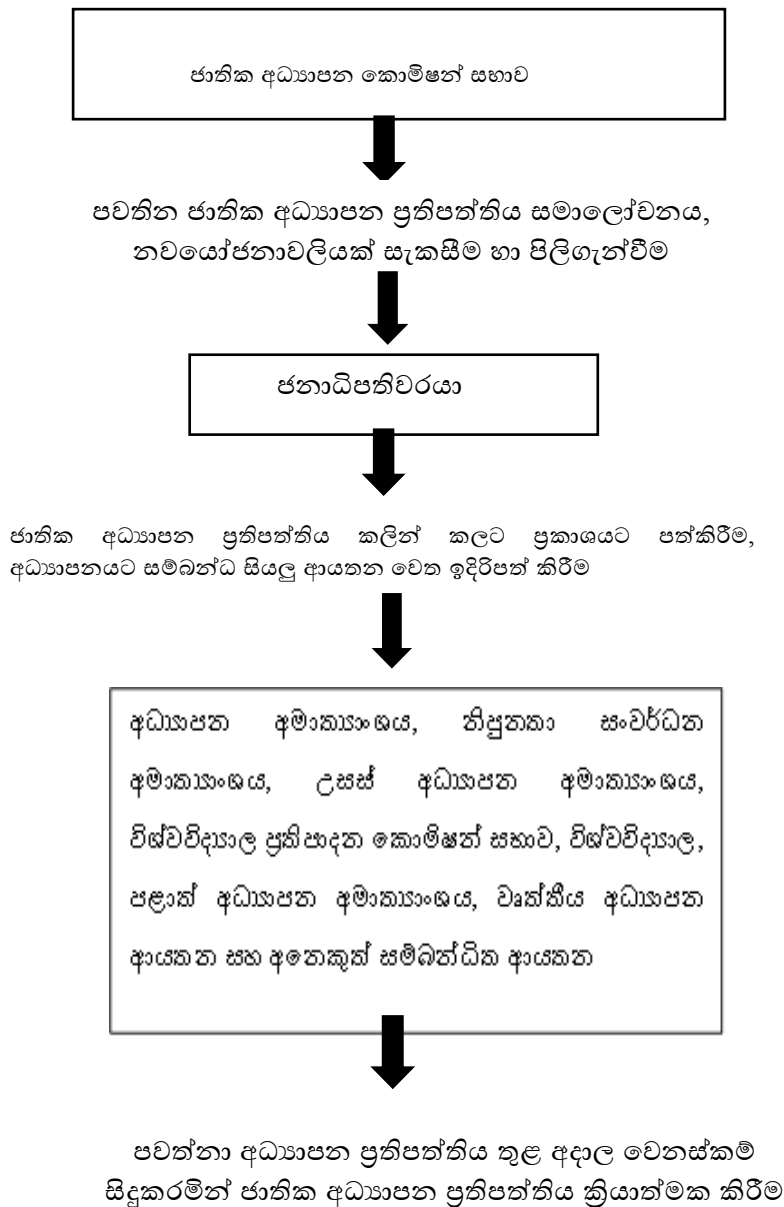 ජාතික අධ්‍යාපන කොමිෂන් සභාව
පවතින ජාතික අධ්‍යාපන ප්‍රතිපත්තිය සමාලෝචනය,
නවයෝජනාවලියක් සැකසීම හා පිලිගැන්වීම
ජනාධිපතිවරයා
ජාතික අධ්‍යාපන ප්‍රතිපත්තිය කලින් කලට ප්‍රකාශයට පත්කිරීම,
අධ්‍යාපනයට සම්බන්ධ සියලු ආයතන වෙත ඉදිරිපත් කිරීම
අධ්‍යාපන අමාත්‍යාංශය, නිපුනතා සංවර්ධන
අමාත්‍යාංශය, උසස් අධ්‍යාපන අමාත්‍යාංශය,
විශ්වවිද්‍යාල ප්‍රතිපාදන කොමිෂන් සභාව, විශ්වවිද්‍යාල,
පළාත් අධ්‍යාපන අමාත්‍යාංශය, වෘත්තීය අධ්‍යාපන
ආයතන සහ අනෙකුත් සම්බන්ධිත ආයතන
පවත්නා අධ්‍යාපන ප්‍රතිපත්තිය තුළ අදාල වෙනස්කම්
සිදුකරමින් ජාතික අධ්‍යාපන ප්‍රතිපත්තිය ක්‍රියාත්මක කිරීම